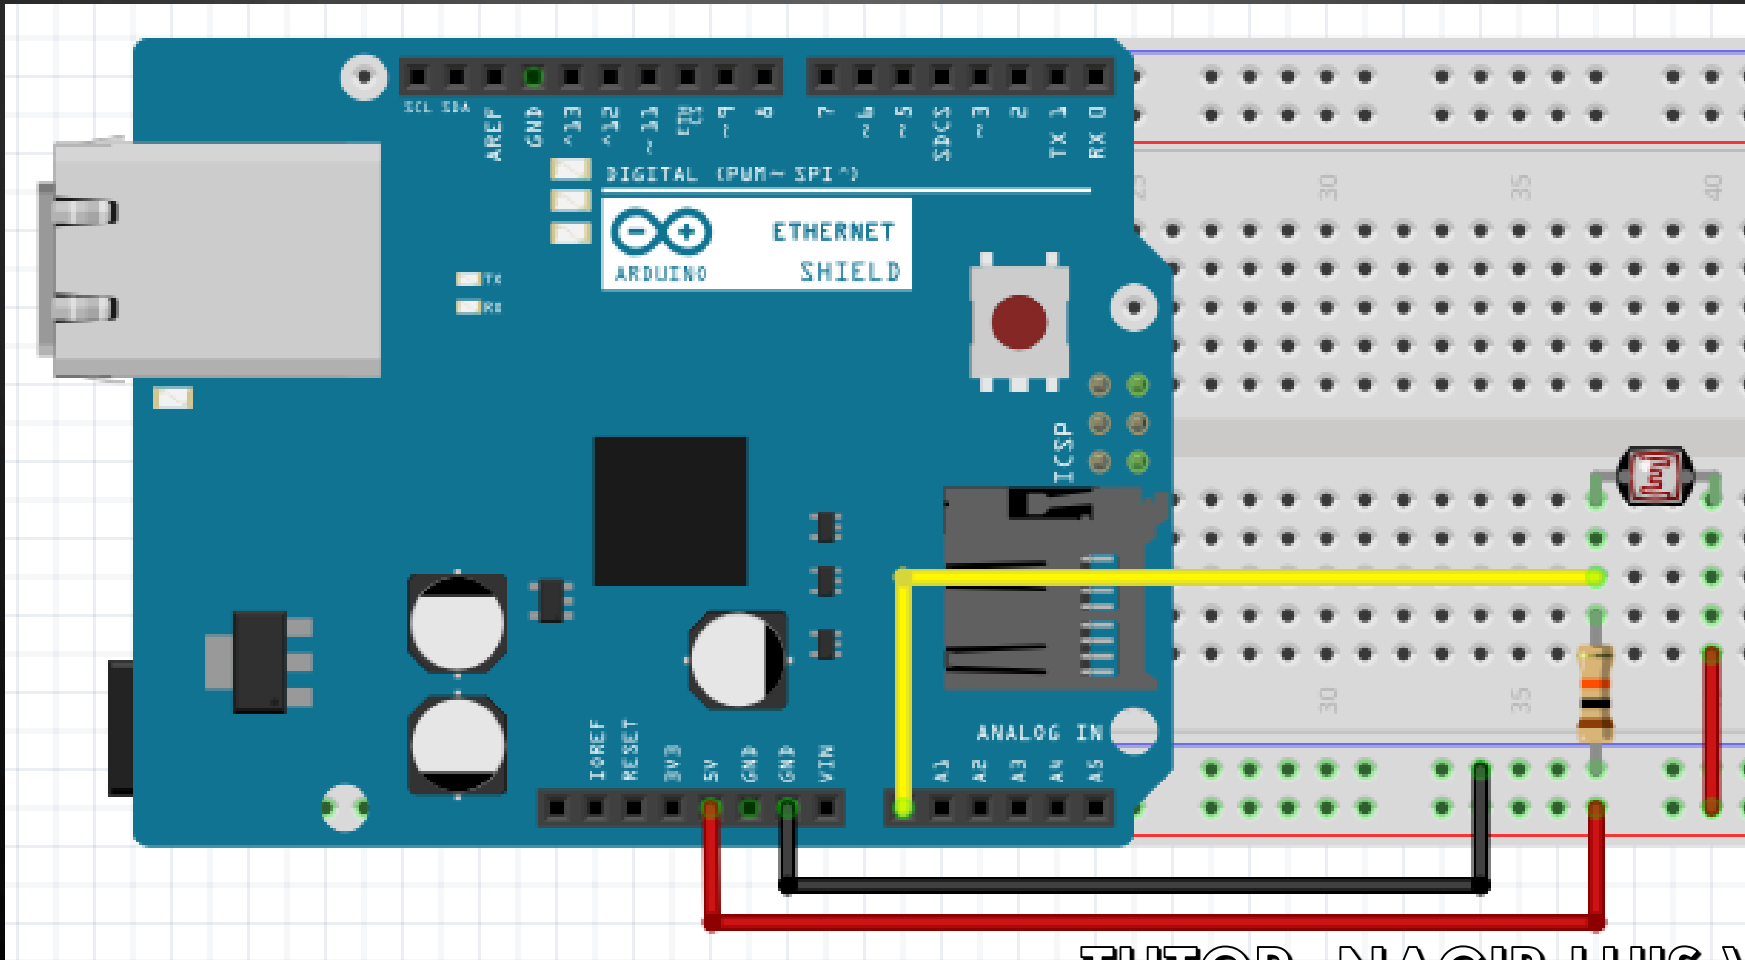 SCL SDA AREF GND ^13 ^12 ~11 ~9 8 7 ~6 ~5 SDCS ~3 2 TX 1 RX 0
DIGITAL (PWM~ SPI^)
ARDUINO
ETHERNET
SHIELD
TX
RX
25 30 35 40
ICSP
30 35
ANALOG IN
IOREF RESET 3V3 5V GND GND VIN A1 A2 A3 A4 A5